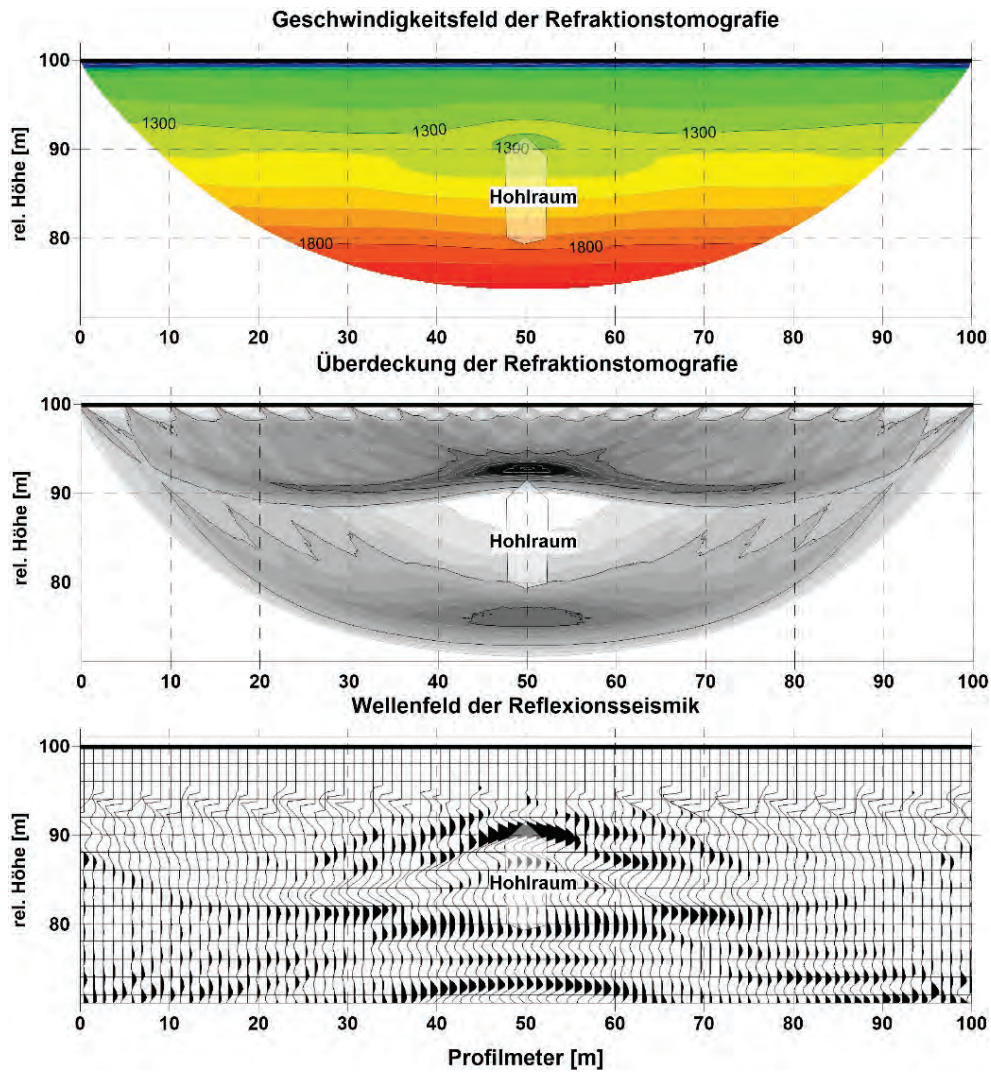 Geschwindigkeitsfeld der Refraktionstomografie
100
90
80
rel. Höhe [m]
1300
1300
1300
1300
Hohlraum
1800
1800
0 10 20 30 40 50 60 70 80 90 100
Überdeckung der Refraktionstomografie
100
90
80
rel. Höhe [m]
Hohlraum
0 10 20 30 40 50 60 70 80 90 100
Wellenfeld der Reflexionsseismik
100
90
80
rel. Höhe [m]
Hohlraum
0 10 20 30 40 50 60 70 80 90 100
Profilmeter [m]